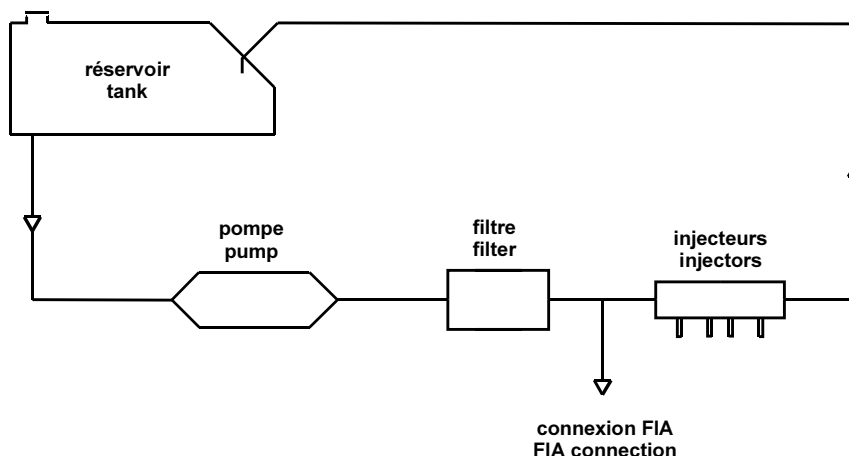 réservoir
tank
pompe
pump
filtre
filter
injecteurs
injectors
connexion FIA
FIA connection